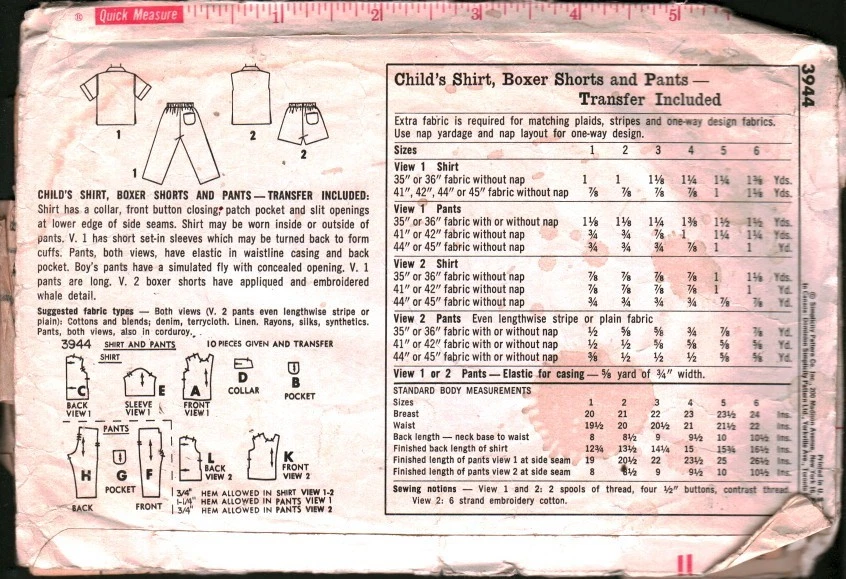 ® Quick Measure 1 2 3 4 5
3944
1
1
2
2
CHILD'S SHIRT, BOXER SHORTS AND PANTS—TRANSFER INCLUDED:
Shirt has a collar, front button closing, patch pocket and slit openings
at lower edge of side seams. Shirt may be worn inside or outside of
pants. V. 1 has short set-in sleeves which may be turned back to form
cuffs. Pants, both views, have elastic in waistline casing and back
pocket. Boy's pants have a simulated fly with concealed opening. V. 1
pants are long. V. 2 boxer shorts have appliqued and embroidered
whale detail.
Suggested fabric types — Both views (V. 2 pants even lengthwise stripe or
plain): Cottons and blends; denim, terrycloth. Linen. Rayons, silks, synthetics.
Pants, both views, also in corduroy.
3944 SHIRT AND PANTS 10 PIECES GIVEN AND TRANSFER
SHIRT
C
BACK
VIEW 1
E
SLEEVE
VIEW 1
A
FRONT
VIEW 1
D
COLLAR
B
POCKET
PANTS
H
BACK
G
POCKET
F
FRONT
L
BACK
VIEW 2
K
FRONT
VIEW 2
3/4" HEM ALLOWED IN SHIRT VIEW 1-2
1-1/4" HEM ALLOWED IN PANTS VIEW 1
3/4" HEM ALLOWED IN PANTS VIEW 2
Child's Shirt, Boxer Shorts and Pants —
Transfer Included
Extra fabric is required for matching plaids, stripes and one-way design fabrics.
Use nap yardage and nap layout for one-way design.
Sizes 1 2 3 4 5 6
View 1 Shirt
35" or 36" fabric without nap 1 1 1⅛ 1¼ 1¼ 1⅜ Yds.
41", 42", 44" or 45" fabric without nap ⅞ ⅞ ⅞ ⅞ 1 1⅛ Yds.
View 1 Pants
35" or 36" fabric with or without nap 1⅛ 1⅛ 1¼ 1⅜ 1½ 1½ Yds.
41" or 42" fabric with or without nap ¾ ¾ ⅞ 1 1¼ 1¼ Yds.
44" or 45" fabric with or without nap ¾ ¾ ¾ ⅞ 1 1 Yd.
View 2 Shirt
35" or 36" fabric without nap ⅞ ⅞ ⅞ ⅞ 1 1⅛ Yds.
41" or 42" fabric without nap ⅞ ⅞ ⅞ ⅞ 1 1 Yd.
44" or 45" fabric without nap ¾ ¾ ¾ ¾ ⅞ ⅞ Yd.
View 2 Pants Even lengthwise stripe or plain fabric
35" or 36" fabric with or without nap ½ ⅝ ⅝ ¾ ⅞ ⅞ Yd.
41" or 42" fabric with or without nap ½ ½ ⅝ ⅝ ⅝ ⅝ Yd.
44" or 45" fabric with or without nap ⅜ ½ ½ ½ ⅝ ⅝ Yd.
View 1 or 2 Pants — Elastic for casing — ⅝ yard of ¾" width.
STANDARD BODY MEASUREMENTS
Sizes 1 2 3 4 5 6
Breast 20 21 22 23 23½ 24 Ins.
Waist 19½ 20 20½ 21 21½ 22 Ins.
Back length — neck base to waist 8 8½ 9 9½ 10 10½ Ins.
Finished back length of shirt 12¾ 13½ 14¼ 15 15¾ 16½ Ins.
Finished length of pants view 1 at side seam 19 20½ 22 23½ 25 26½ Ins.
Finished length of pants view 2 at side seam 8 8½ 9 9½ 10 10½ Ins.
Sewing notions — View 1 and 2: 2 spools of thread, four ½" buttons, contrast thread.
View 2: 6 strand embroidery cotton.
© Simplicity Pattern Co. Inc. 200 Madison Avenue, New York
In Canada: Dominion Simplicity Pattern Ltd.
Printed in U.S.